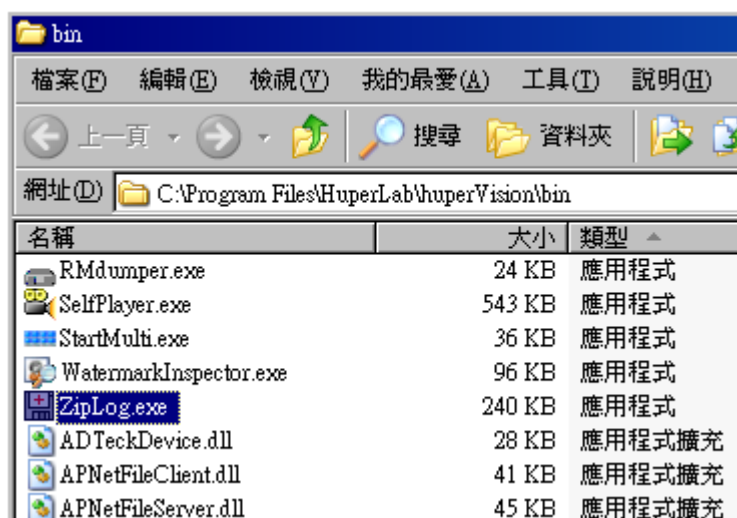 bin
檔案(F) 編輯(E) 檢視(V) 我的最愛(A) 工具(T) 說明(H)
上一頁 搜尋 資料夾
網址(D) C:\Program Files\HuperLab\huperVision\bin
名稱 大小 類型
RMdumper.exe 24 KB 應用程式
SelfPlayer.exe 543 KB 應用程式
StartMulti.exe 36 KB 應用程式
WatermarkInspector.exe 96 KB 應用程式
ZipLog.exe 240 KB 應用程式
ADTeckDevice.dll 28 KB 應用程式擴充
APNetFileClient.dll 41 KB 應用程式擴充
APNetFileServer.dll 45 KB 應用程式擴充